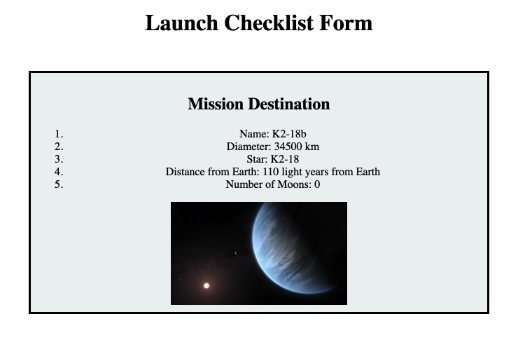 Launch Checklist Form
Mission Destination
1. Name: K2-18b
2. Diameter: 34500 km
3. Star: K2-18
4. Distance from Earth: 110 light years from Earth
5. Number of Moons: 0